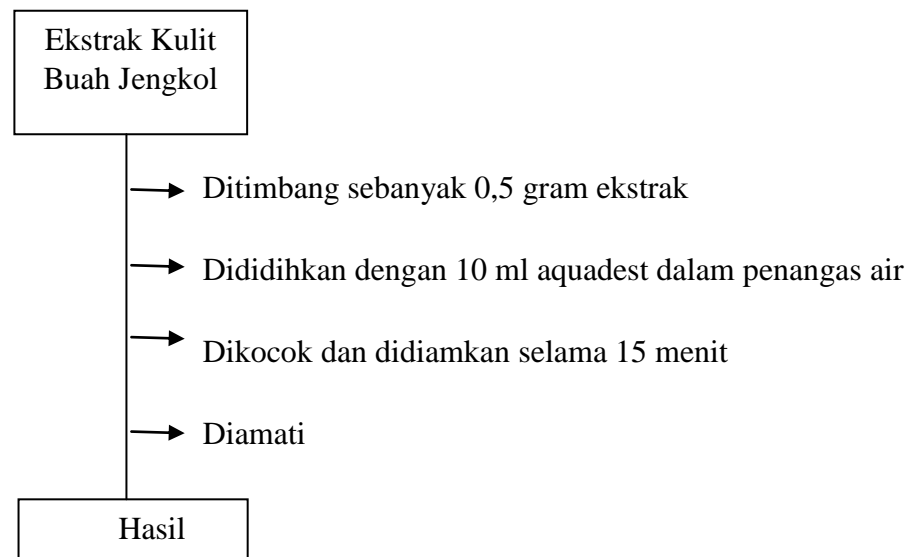 Ekstrak Kulit
Buah Jengkol
Ditimbang sebanyak 0,5 gram ekstrak
Dididihkan dengan 10 ml aquadest dalam penangas air
Dikocok dan didiamkan selama 15 menit
Diamati
Hasil